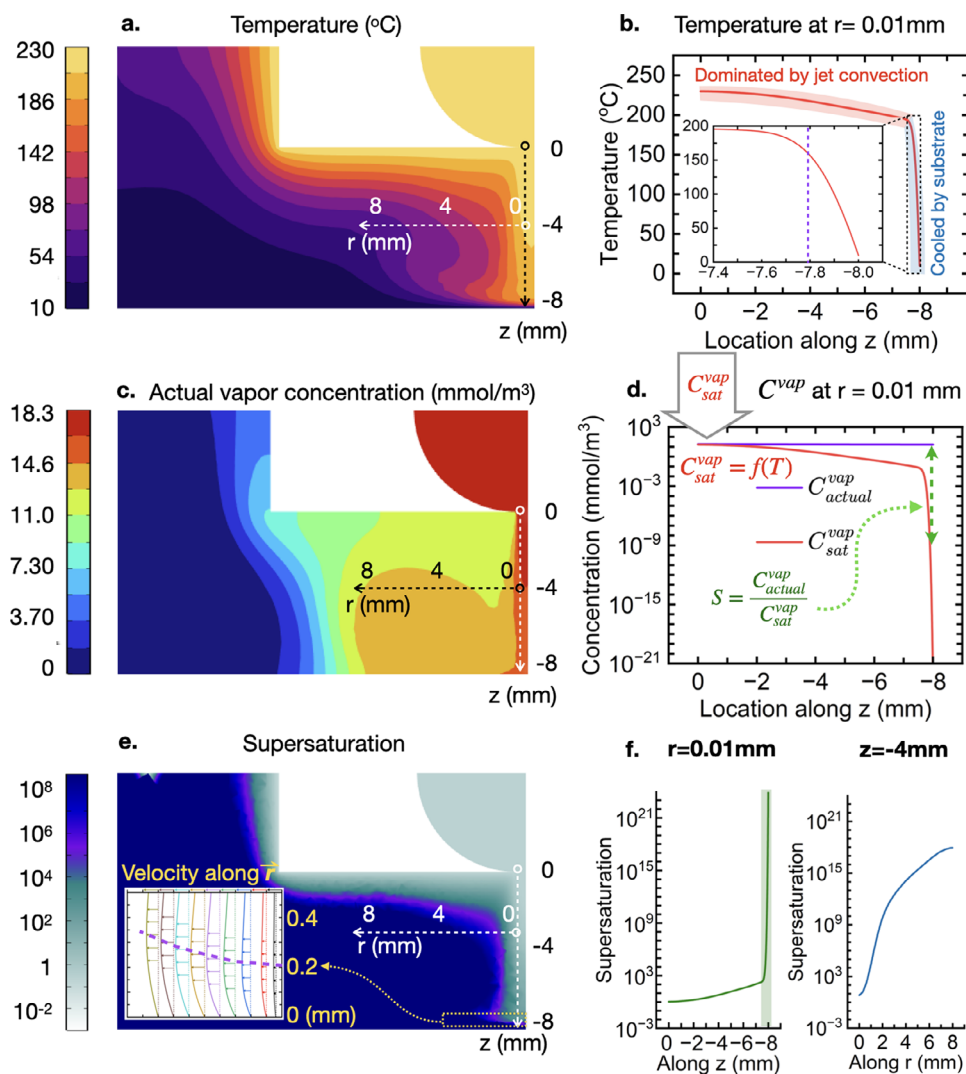 a.
Temperature (ºC)
230
186
142
98
54
10
0
8
4
0
-4
r (mm)
-8
z (mm)
b.
Temperature at r= 0.01mm
Temperature (ºC)
250
200
150
100
50
0
Dominated by jet convection
Cooled by substrate
200
150
100
50
0
−7.4
−7.6
−7.8
−8.0
0
−2
−4
−6
−8
Location along z (mm)
c.
Actual vapor concentration (mmol/m³)
18.3
14.6
11.0
7.30
3.70
0
0
8
4
0
-4
r (mm)
-8
z (mm)
C^{vap}_{sat}
d.
C^{vap} at r = 0.01 mm
Concentration (mmol/m³)
10³
10⁻³
10⁻⁹
10⁻¹⁵
10⁻²¹
C^{vap}_{sat} = f(T)
C^{vap}_{actual}
C^{vap}_{sat}
S = C^{vap}_{actual} / C^{vap}_{sat}
0
−2
−4
−6
−8
Location along z (mm)
e.
Supersaturation
10⁸
10⁶
10⁴
10²
1
10⁻²
Velocity along r⃗
0.4
0.2
0 (mm)
0
8
4
0
r (mm)
-4
-8
z (mm)
f.
r=0.01mm
Supersaturation
10²¹
10¹⁵
10⁹
10³
10⁻³
0
−2
−4
−6
−8
Along z (mm)
z=-4mm
Supersaturation
10²¹
10¹⁵
10⁹
10³
10⁻³
0
2
4
6
8
Along r (mm)